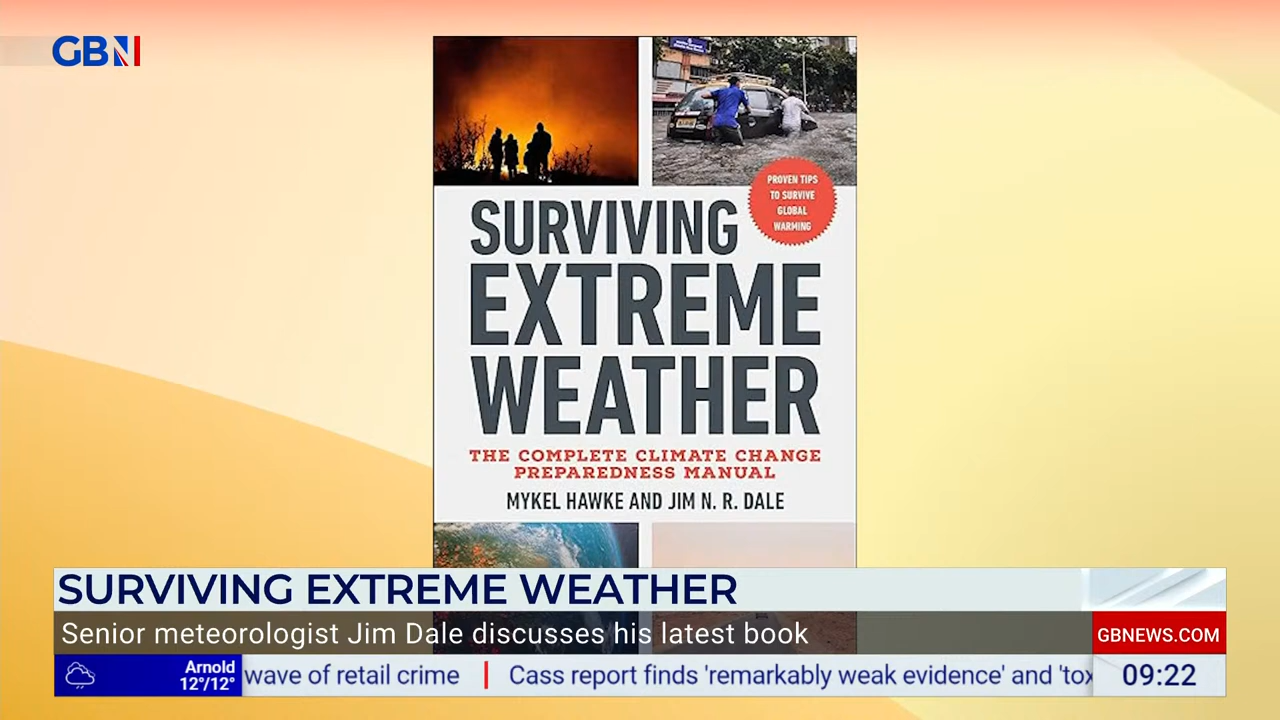 GBN
PROVEN TIPS
TO SURVIVE
GLOBAL
WARMING
SURVIVING
EXTREME
WEATHER
THE COMPLETE CLIMATE CHANGE
PREPAREDNESS MANUAL
MYKEL HAWKE AND JIM N. R. DALE
SURVIVING EXTREME WEATHER
Senior meteorologist Jim Dale discusses his latest book
GBNEWS.COM
Arnold
12°/12°
wave of retail crime | Cass report finds 'remarkably weak evidence' and 'tox
09:22